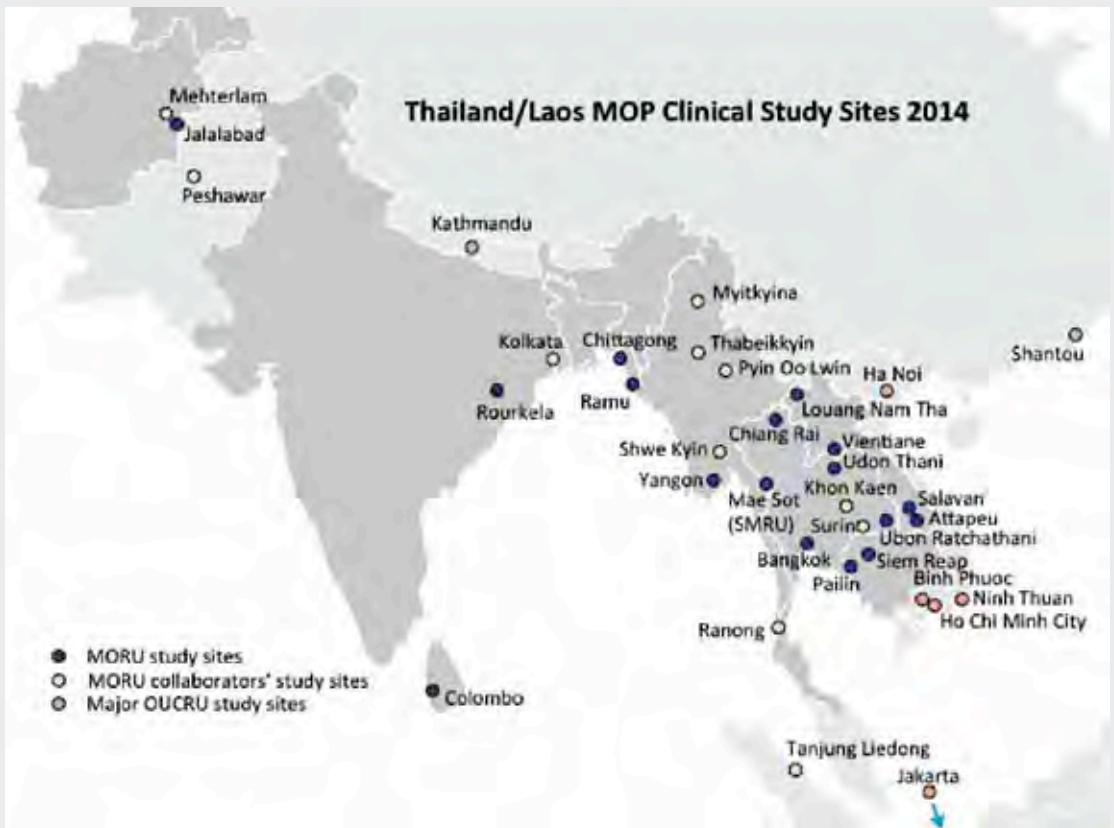 Thailand/Laos MOP Clinical Study Sites 2014
Mehterlam
Jalalabad
Peshawar
Kathmandu
Myitkyina
Thabeikkyin
Pyin Oo Lwin
Kolkata
Chittagong
Rourkela
Ramu
Shantou
Ha Noi
Louang Nam Tha
Chiang Rai
Vientiane
Udon Thani
Shwe Kyin
Yangon
Mae Sot
(SMRU)
Khon Kaen
Surin
Salavan
Attapeu
Ubon Ratchathani
Bangkok
Siem Reap
Pailin
Binh Phuoc
Ninh Thuan
Ho Chi Minh City
Ranong
MORU study sites
MORU collaborators' study sites
Major OUCRU study sites
Colombo
Tanjung Liedong
Jakarta